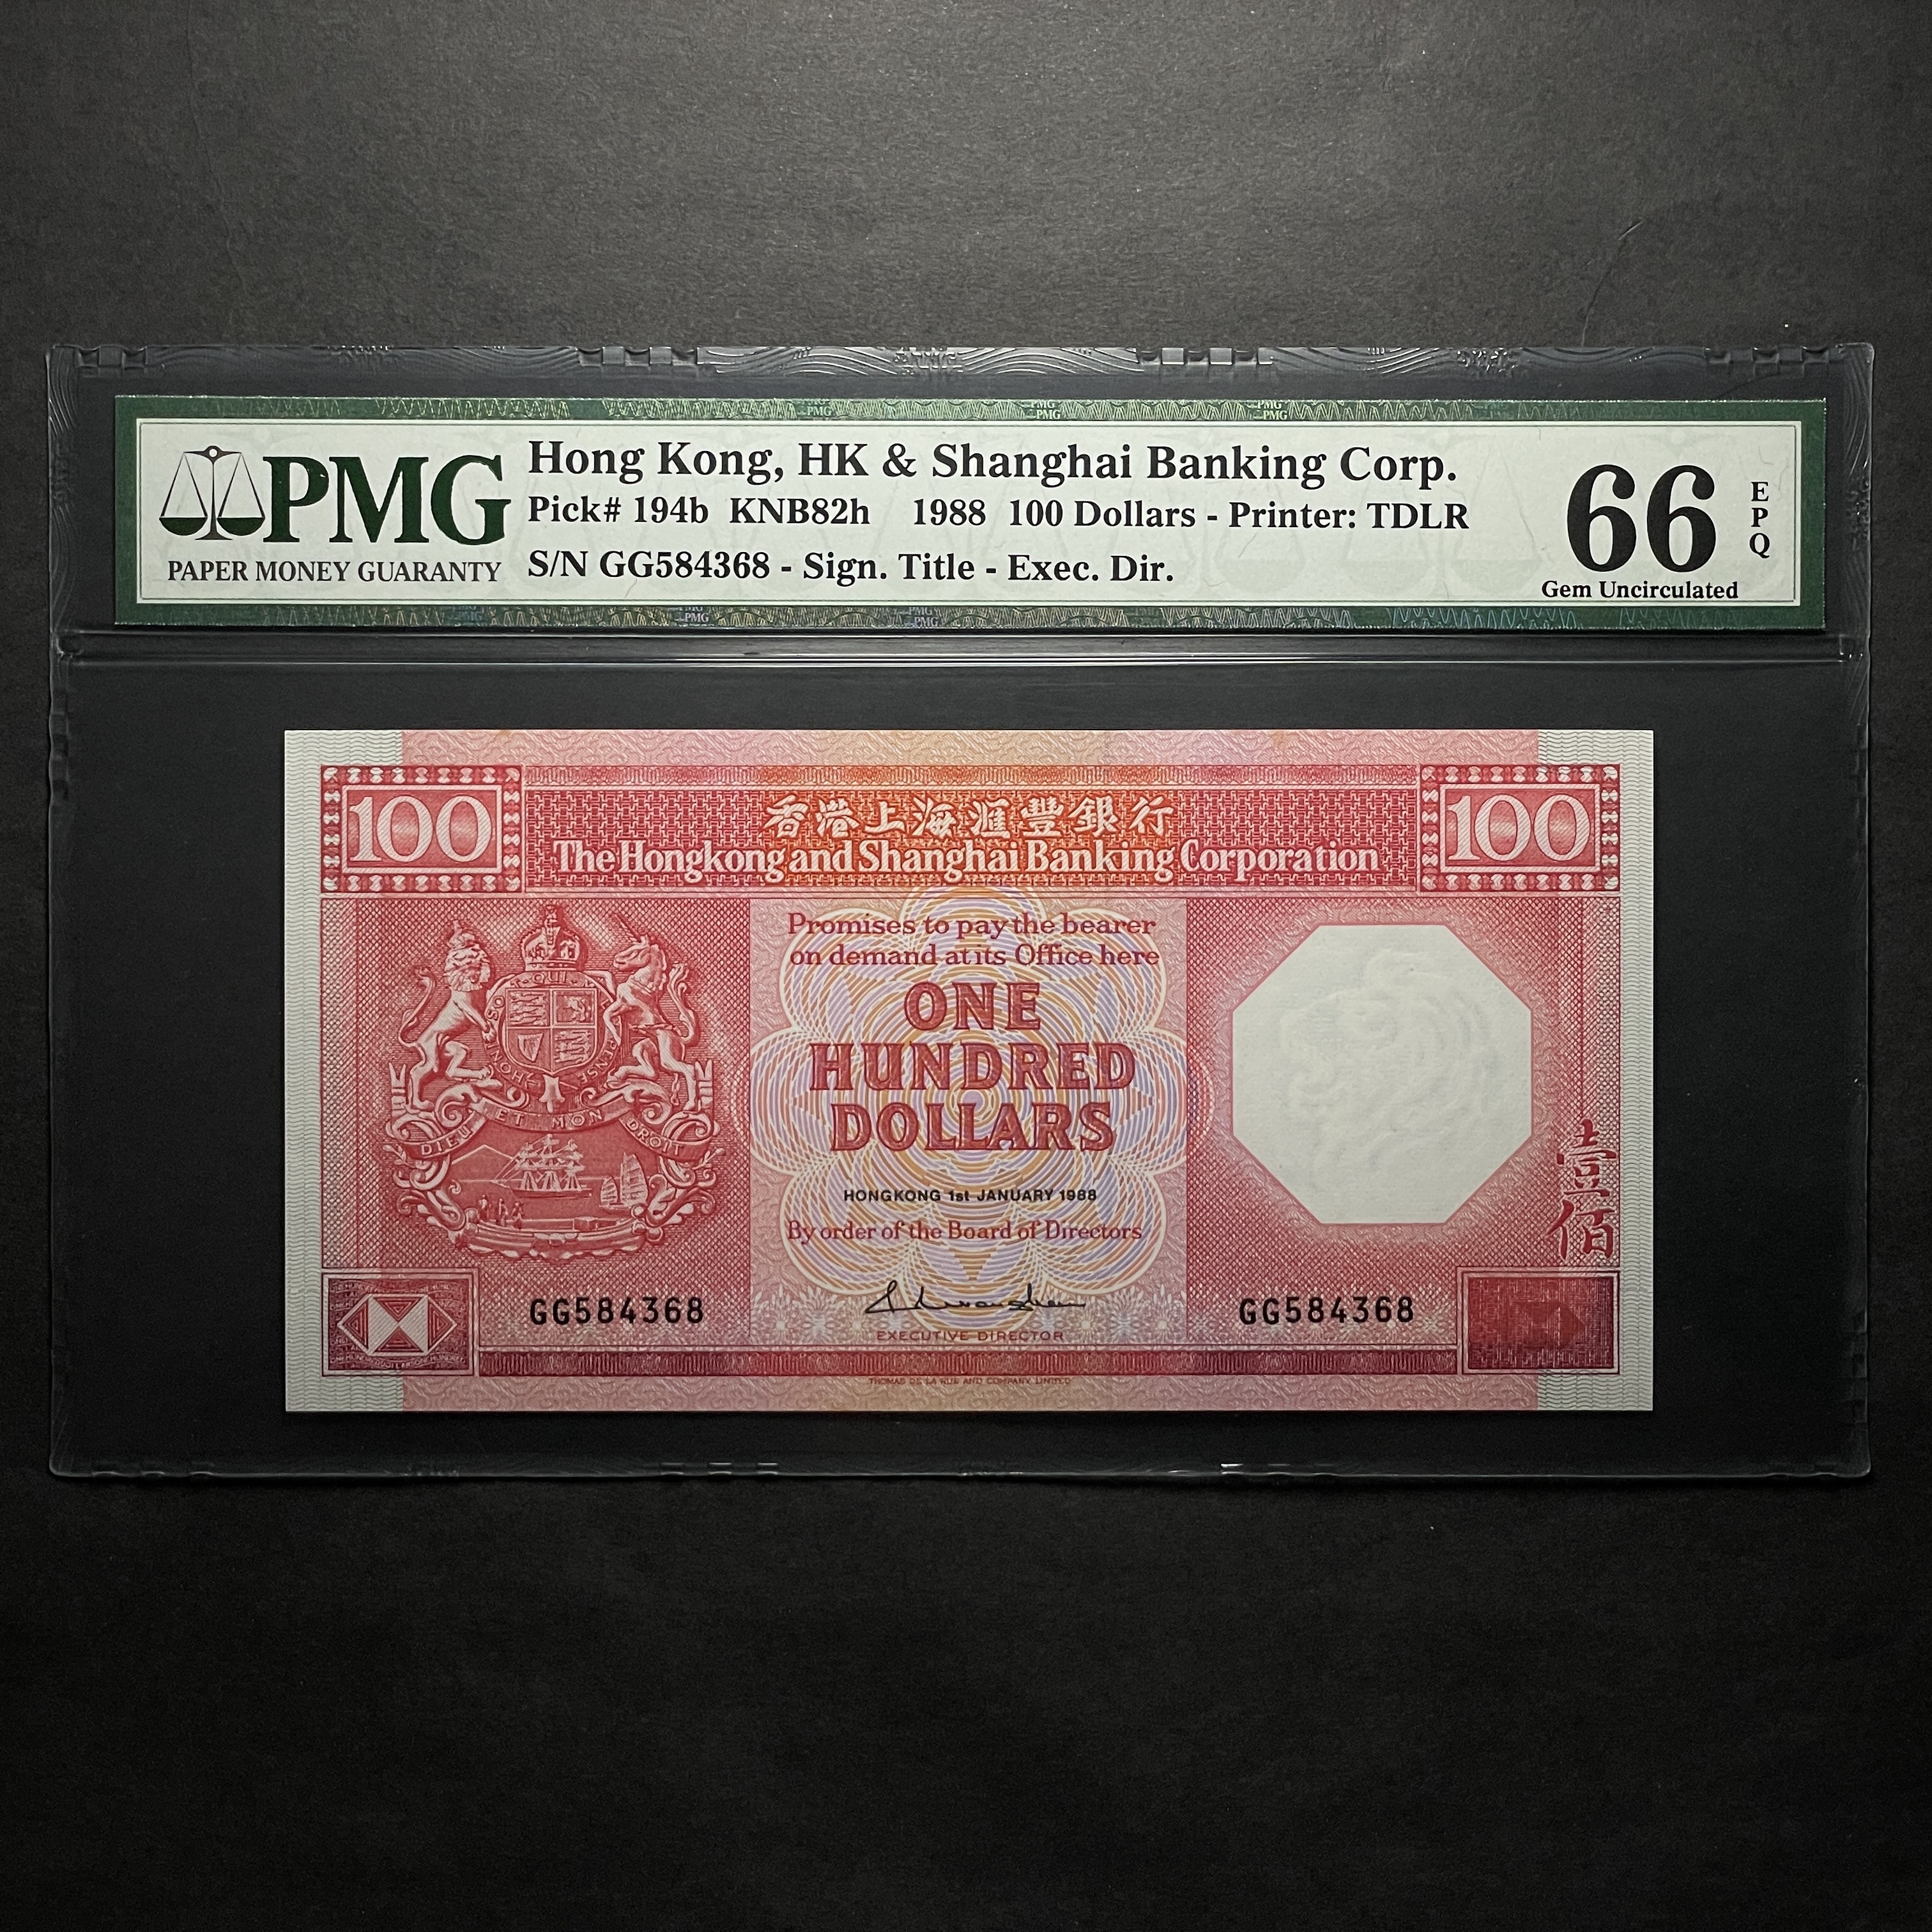 PMG
PAPER MONEY GUARANTY
Hong Kong, HK & Shanghai Banking Corp.
Pick# 194b KNB82h 1988 100 Dollars - Printer: TDLR
S/N GG584368 - Sign. Title - Exec. Dir.
66
EPQ
Gem Uncirculated
100
香港上海滙豐銀行
The Hongkong and Shanghai Banking Corporation
100
Promises to pay the bearer
on demand at its Office here
ONE
HUNDRED
DOLLARS
HONGKONG 1st JANUARY 1988
By order of the Board of Directors
DIEU ET MON DROIT
壹佰
GG584368
EXECUTIVE DIRECTOR
GG584368
THOMAS DE LA RUE AND COMPANY LIMITED